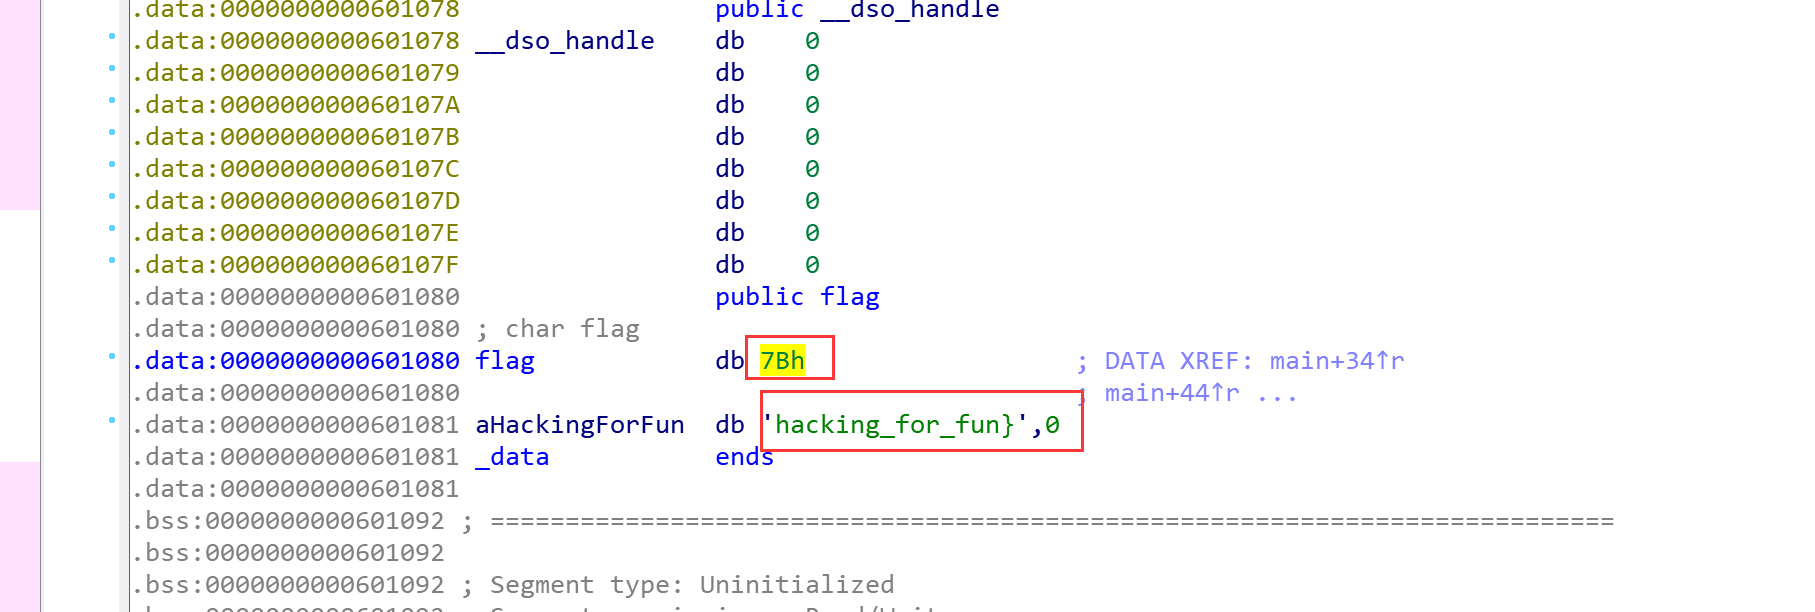 .data:0000000000601078 public __dso_handle
.data:0000000000601078 __dso_handle db 0
.data:0000000000601079 db 0
.data:000000000060107A db 0
.data:000000000060107B db 0
.data:000000000060107C db 0
.data:000000000060107D db 0
.data:000000000060107E db 0
.data:000000000060107F db 0
.data:0000000000601080 public flag
.data:0000000000601080 ; char flag
.data:0000000000601080 flag db 7Bh ; DATA XREF: main+34↑r
.data:0000000000601080 ; main+44↑r ...
.data:0000000000601081 aHackingForFun db 'hacking_for_fun}',0
.data:0000000000601081 _data ends
.data:0000000000601081
.bss:0000000000601092 ; ===========================================================================
.bss:0000000000601092
.bss:0000000000601092 ; Segment type: Uninitialized